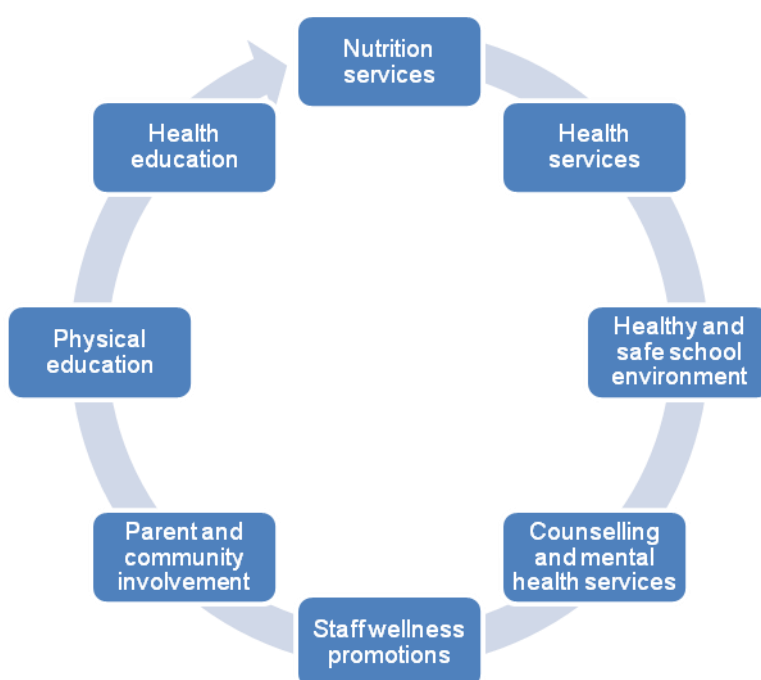 Nutrition
services
Health
services
Healthy and
safe school
environment
Counselling
and mental
health services
Staff wellness
promotions
Parent and
community
involvement
Physical
education
Health
education